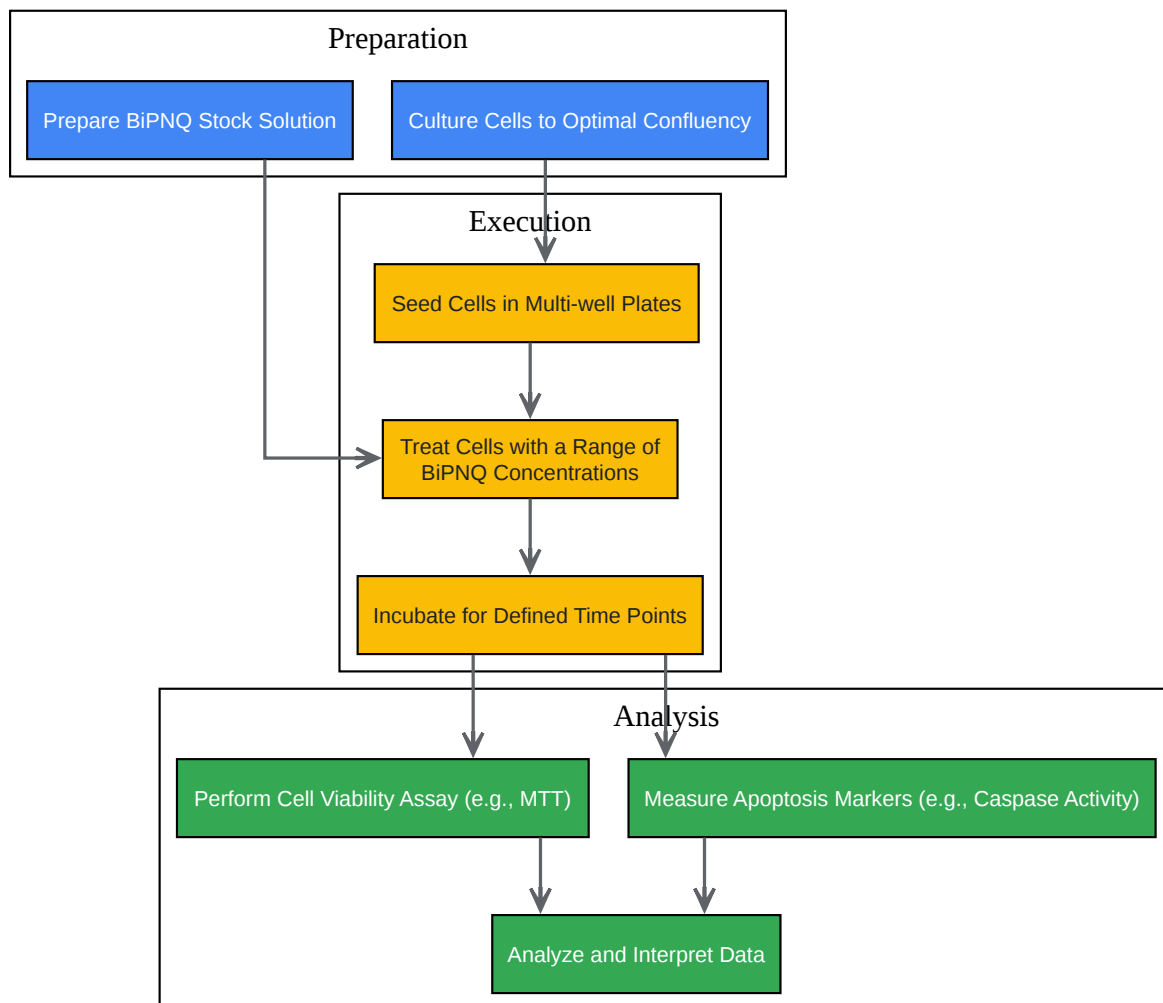 Preparation
Prepare BiPNQ Stock Solution
Culture Cells to Optimal Confluency
Execution
Seed Cells in Multi-well Plates
Treat Cells with a Range of
BiPNQ Concentrations
Incubate for Defined Time Points
Analysis
Perform Cell Viability Assay (e.g., MTT)
Measure Apoptosis Markers (e.g., Caspase Activity)
Analyze and Interpret Data